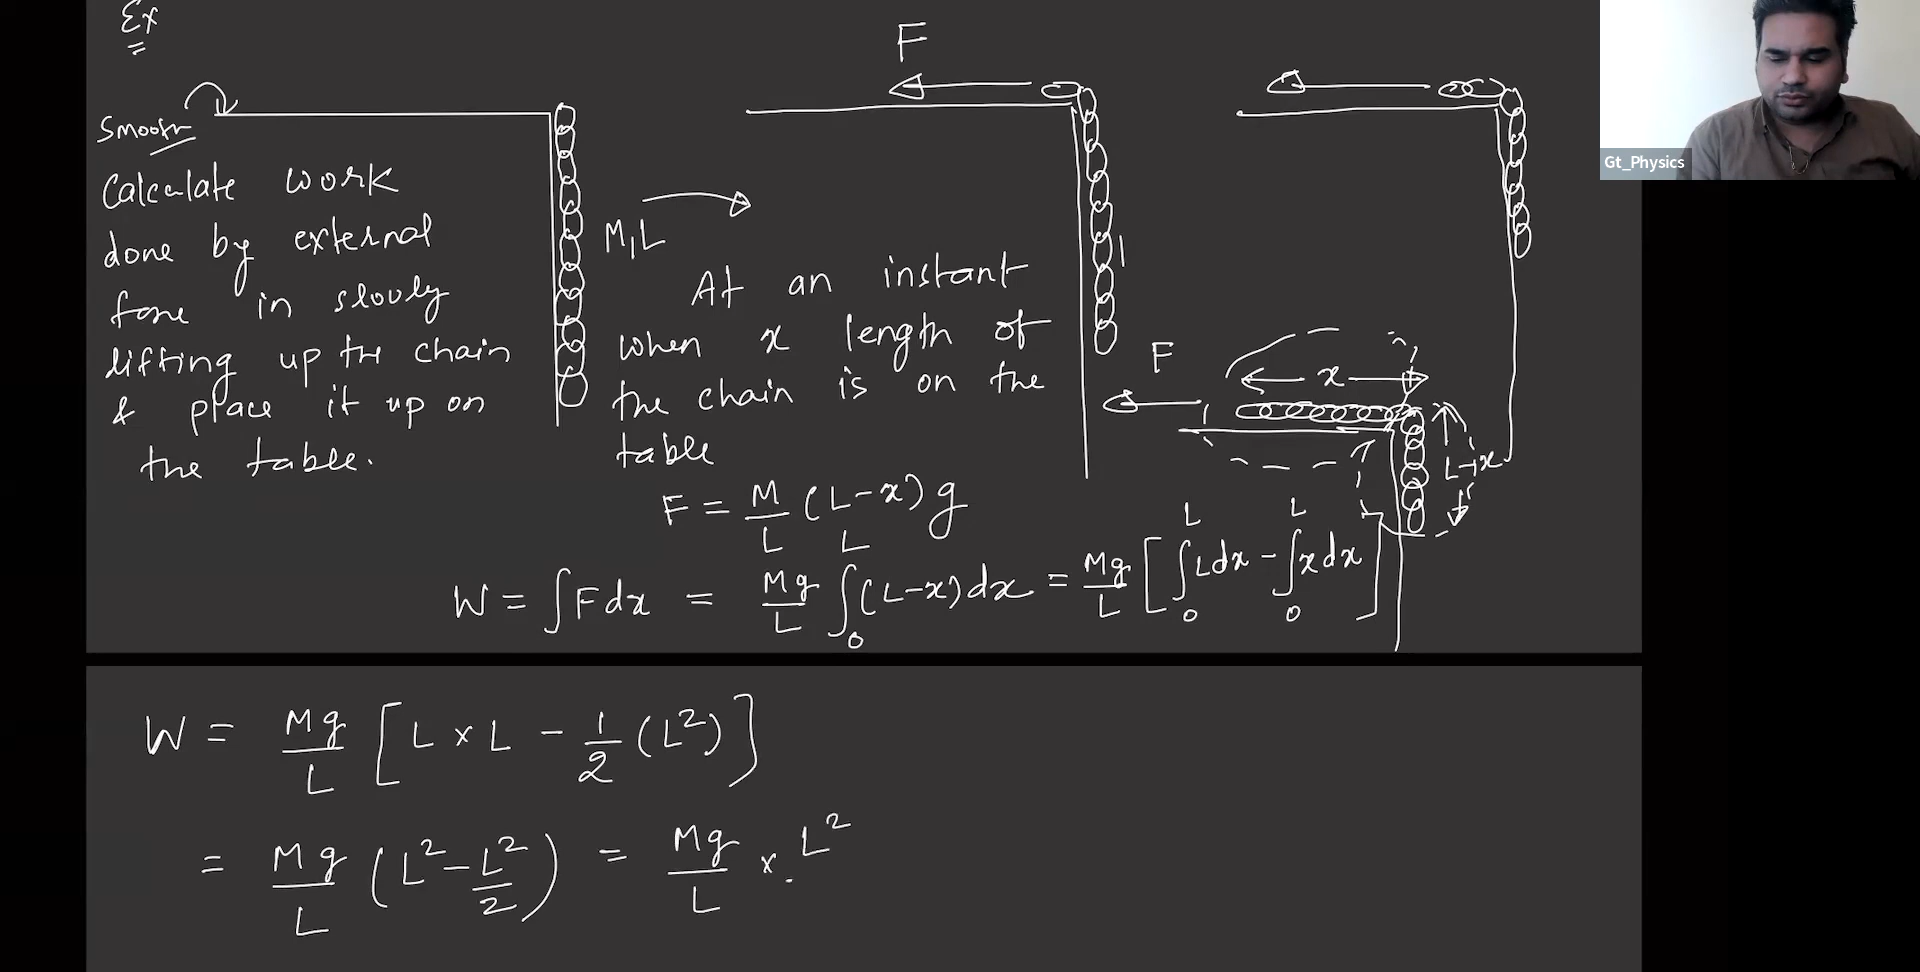 Ex
F
Smooth
Calculate work
done by external
force in slowly
lifting up the chain
& place it up on
the table.
M, L
At an instant
when x length of
the chain is on the
table
F
x
L-x
F = M/L (L-x) g
W = ∫F dx = Mg/L ∫₀ᴸ (L-x) dx = Mg/L [ ∫₀ᴸ L dx - ∫₀ᴸ x dx ]
W = Mg/L [ L × L - 1/2 (L²) ]
= Mg/L ( L² - L²/2 ) = Mg/L × L²
Gt_Physics